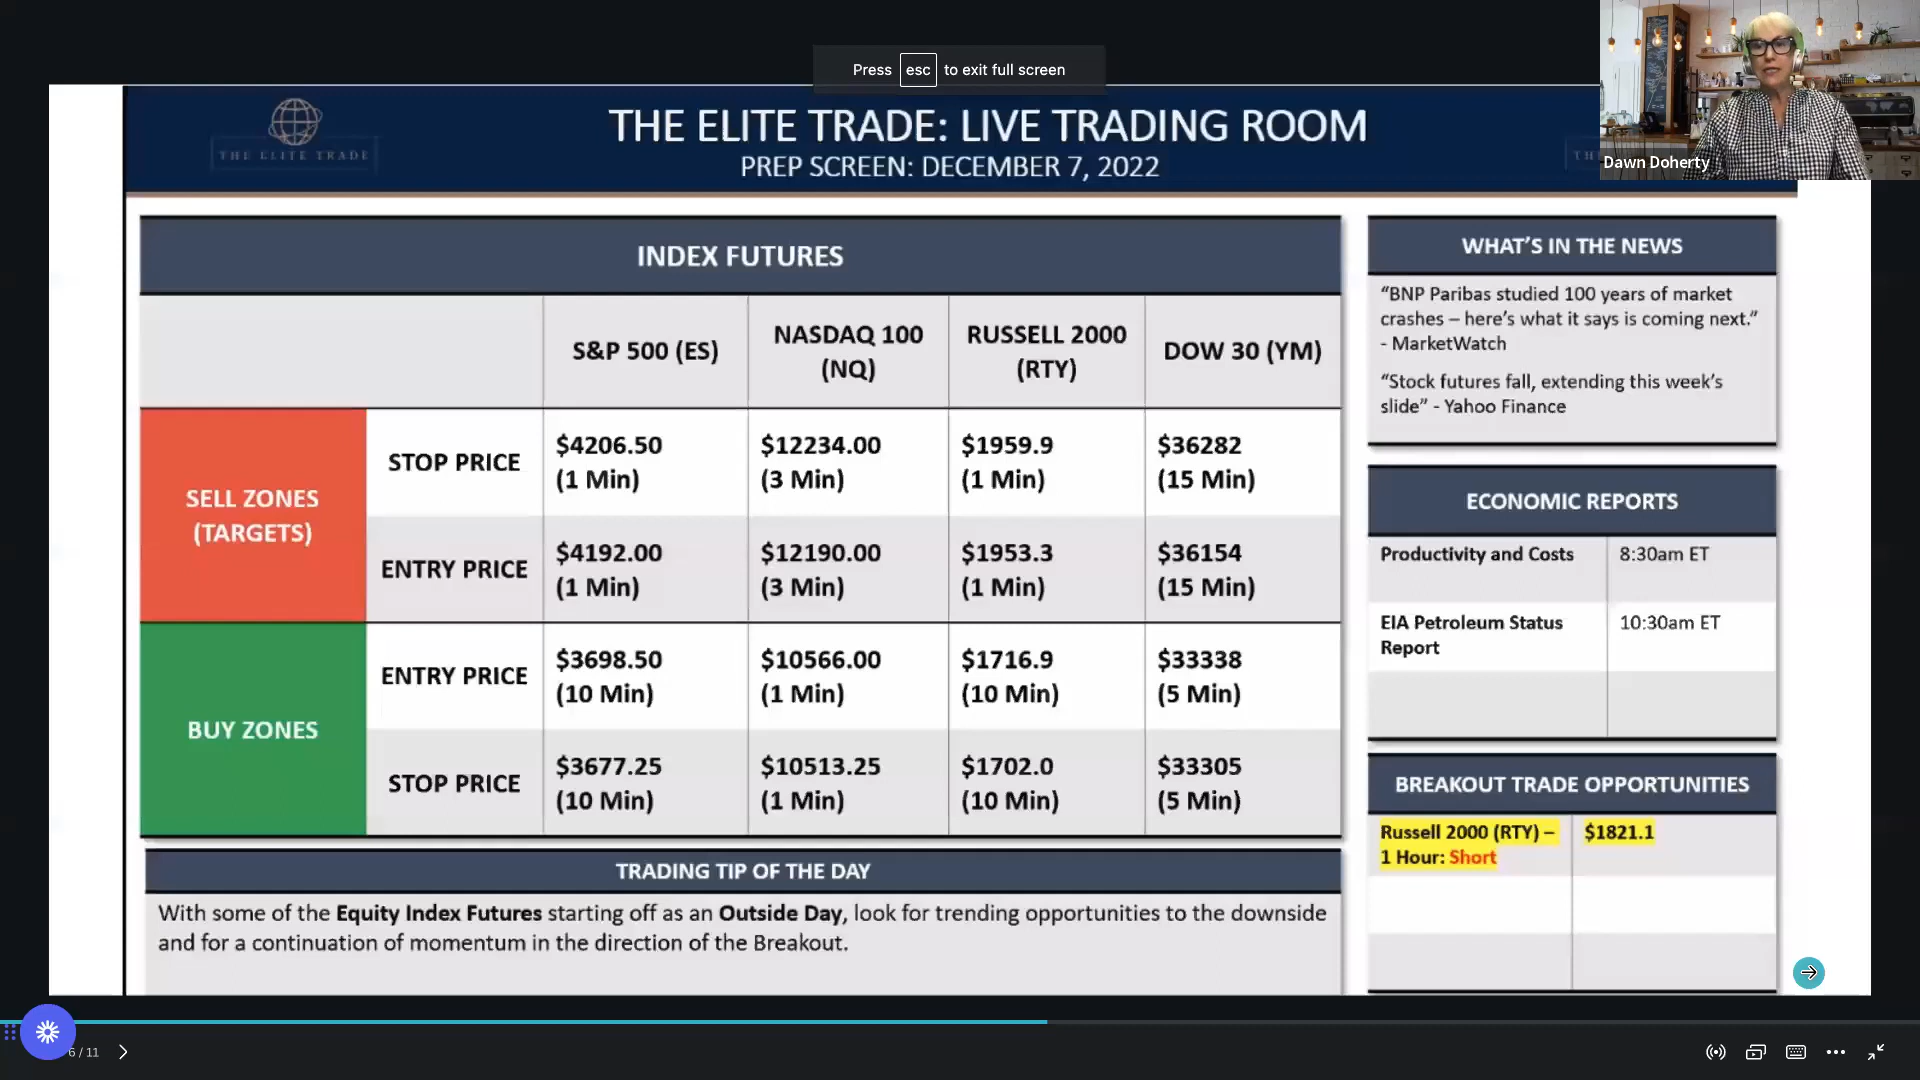 Press esc to exit full screen
THE ELITE TRADE
THE ELITE TRADE: LIVE TRADING ROOM
PREP SCREEN: DECEMBER 7, 2022
TH
Dawn Doherty
INDEX FUTURES
S&P 500 (ES)
NASDAQ 100
(NQ)
RUSSELL 2000
(RTY)
DOW 30 (YM)
SELL ZONES
(TARGETS)
STOP PRICE
$4206.50
(1 Min)
$12234.00
(3 Min)
$1959.9
(1 Min)
$36282
(15 Min)
ENTRY PRICE
$4192.00
(1 Min)
$12190.00
(3 Min)
$1953.3
(1 Min)
$36154
(15 Min)
BUY ZONES
ENTRY PRICE
$3698.50
(10 Min)
$10566.00
(1 Min)
$1716.9
(10 Min)
$33338
(5 Min)
STOP PRICE
$3677.25
(10 Min)
$10513.25
(1 Min)
$1702.0
(10 Min)
$33305
(5 Min)
TRADING TIP OF THE DAY
With some of the Equity Index Futures starting off as an Outside Day, look for trending opportunities to the downside
and for a continuation of momentum in the direction of the Breakout.
WHAT’S IN THE NEWS
“BNP Paribas studied 100 years of market
crashes – here’s what it says is coming next.”
- MarketWatch
“Stock futures fall, extending this week’s
slide” - Yahoo Finance
ECONOMIC REPORTS
Productivity and Costs 8:30am ET
EIA Petroleum Status 10:30am ET
Report
BREAKOUT TRADE OPPORTUNITIES
Russell 2000 (RTY) – $1821.1
1 Hour: Short
6 / 11